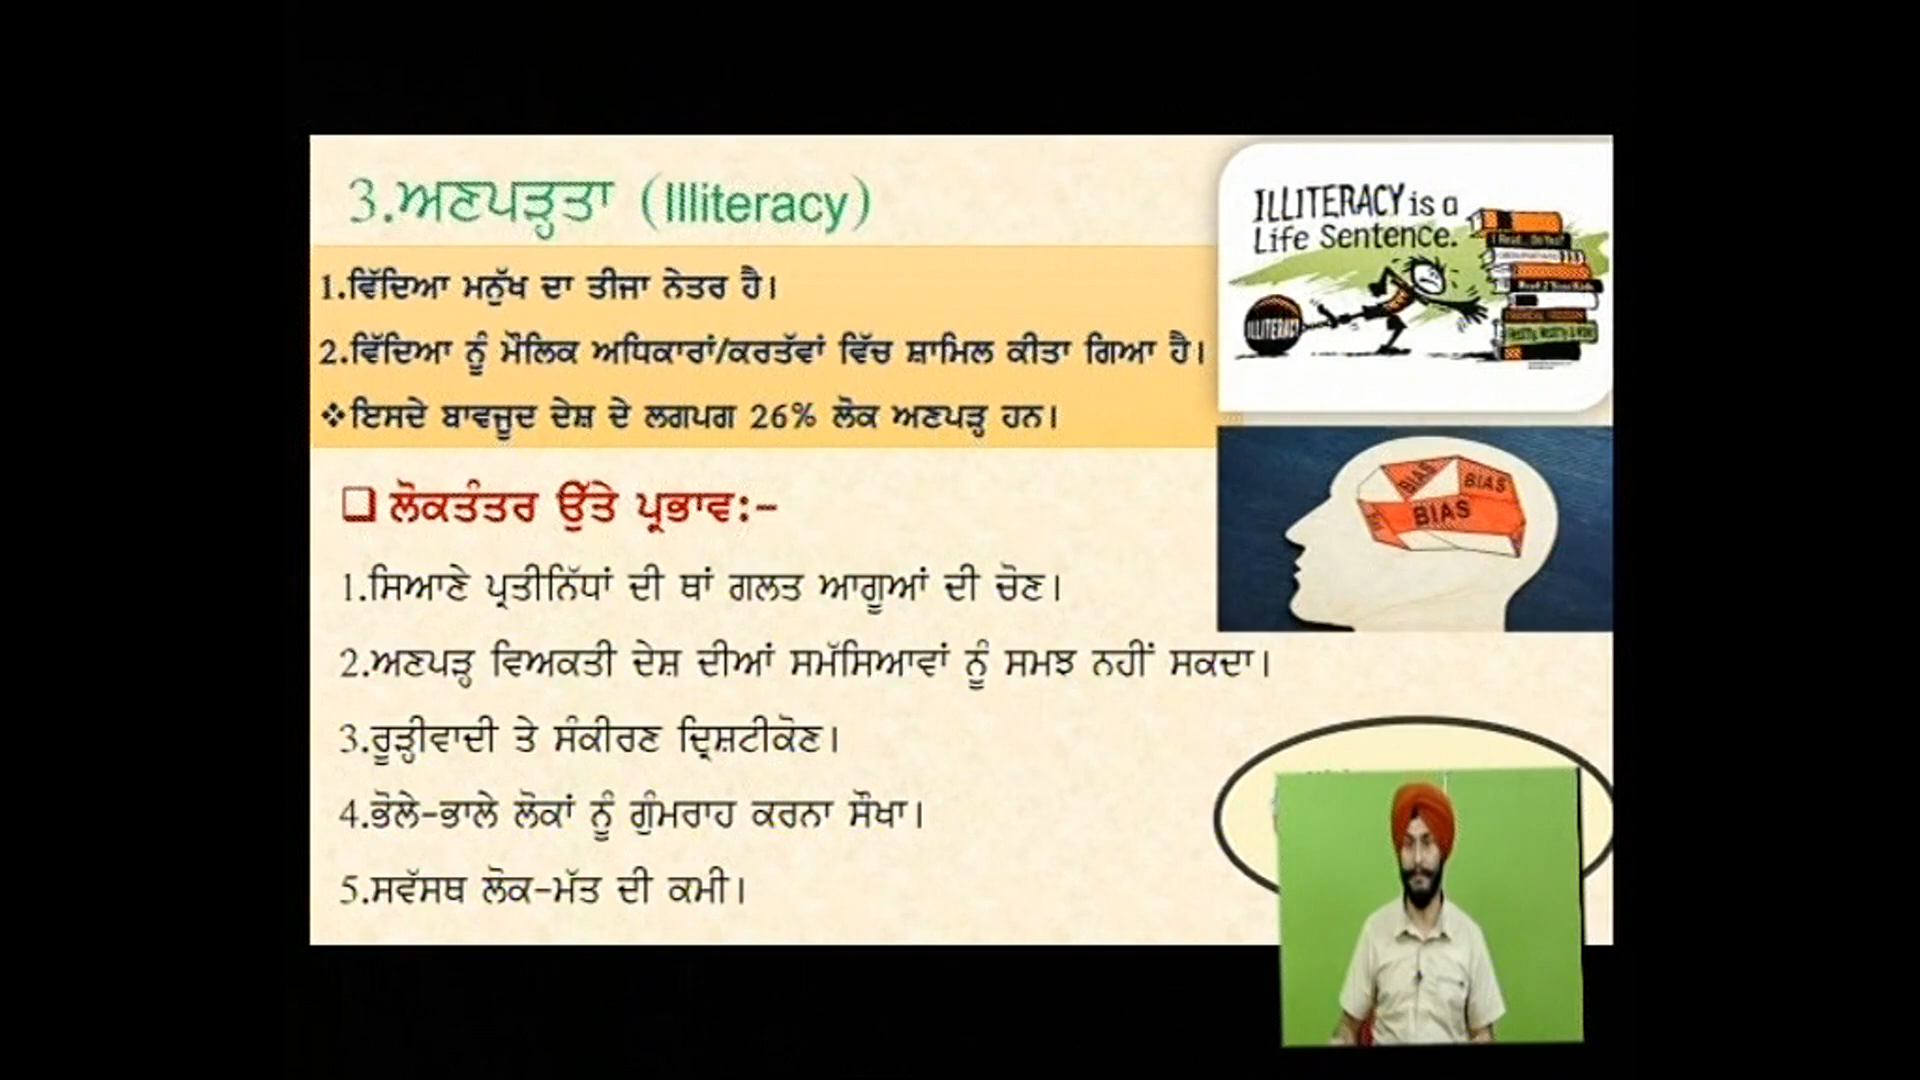 3.ਅਣਪੜ੍ਹਤਾ (Illiteracy)
1.ਵਿੱਦਿਆ ਮਨੁੱਖ ਦਾ ਤੀਜਾ ਨੇਤਰ ਹੈ।
2.ਵਿੱਦਿਆ ਨੂੰ ਮੌਲਿਕ ਅਧਿਕਾਰਾਂ/ਕਰਤੱਵਾਂ ਵਿੱਚ ਸ਼ਾਮਿਲ ਕੀਤਾ ਗਿਆ ਹੈ।
❖ਇਸਦੇ ਬਾਵਜੂਦ ਦੇਸ਼ ਦੇ ਲਗਪਗ 26% ਲੋਕ ਅਣਪੜ੍ਹ ਹਨ।
❑ ਲੋਕਤੰਤਰ ਉੱਤੇ ਪ੍ਰਭਾਵ:-
1.ਸਿਆਣੇ ਪ੍ਰਤੀਨਿੱਧਾਂ ਦੀ ਥਾਂ ਗਲਤ ਆਗੂਆਂ ਦੀ ਚੋਣ।
2.ਅਣਪੜ੍ਹ ਵਿਅਕਤੀ ਦੇਸ਼ ਦੀਆਂ ਸਮੱਸਿਆਵਾਂ ਨੂੰ ਸਮਝ ਨਹੀਂ ਸਕਦਾ।
3.ਰੂੜ੍ਹੀਵਾਦੀ ਤੇ ਸੰਕੀਰਣ ਦ੍ਰਿਸ਼ਟੀਕੋਣ।
4.ਭੋਲੇ-ਭਾਲੇ ਲੋਕਾਂ ਨੂੰ ਗੁੰਮਰਾਹ ਕਰਨਾ ਸੌਖਾ।
5.ਸਵੱਸਥ ਲੋਕ-ਮੱਤ ਦੀ ਕਮੀ।
ILLITERACY is a
Life Sentence.
ILLITERACY
BIAS BIAS
BIAS